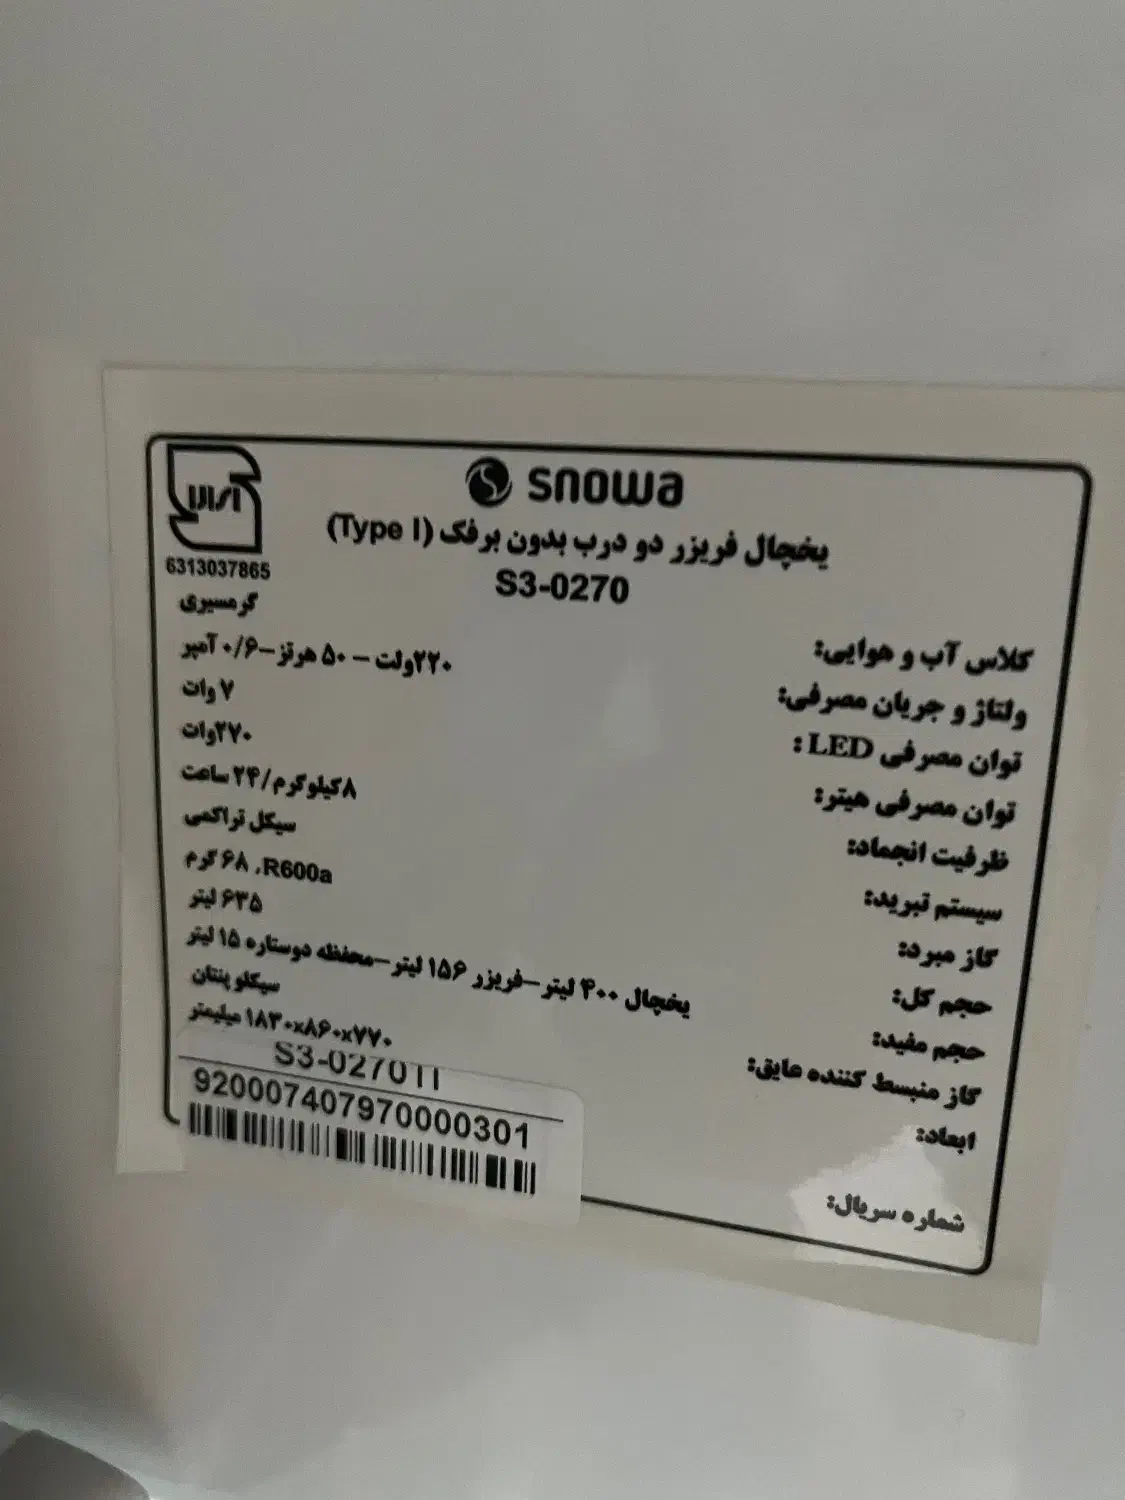 snowa
یخچال فریزر دو درب بدون برفک (Type I)
S3-0270
6313037865
کلاس آب و هوایی: گرمسیری
ولتاژ و جریان مصرفی: ۲۲۰ولت – ۵۰ هرتز–۰/۶ آمپر
توان مصرفی LED: ۷ وات
توان مصرفی هیتر: ۲۷۰وات
ظرفیت انجماد: ۸کیلوگرم/۲۴ ساعت
سیستم تبرید: سیکل تراکمی
گاز مبرد: R600a، ۶۸ گرم
حجم کل: ۶۳۵ لیتر
حجم مفید: یخچال ۴۰۰ لیتر–فریزر ۱۵۶ لیتر–محفظه دوستاره ۱۵ لیتر
گاز منبسط کننده عایق: سیکلو پنتان
ابعاد: ۱۸۳۰x۸۶۰x۷۷۰ میلیمتر
شماره سریال:
S3-0270TI
920007407970000301